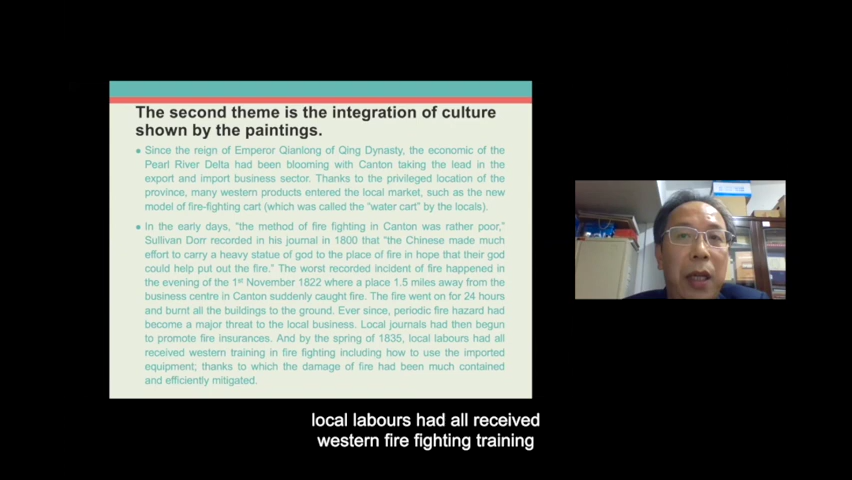 The second theme is the integration of culture
shown by the paintings.
• Since the reign of Emperor Qianlong of Qing Dynasty, the economic of the
Pearl River Delta had been blooming with Canton taking the lead in the
export and import business sector. Thanks to the privileged location of the
province, many western products entered the local market, such as the new
model of fire-fighting cart (which was called the “water cart” by the locals).
• In the early days, “the method of fire fighting in Canton was rather poor,”
Sullivan Dorr recorded in his journal in 1800 that “the Chinese made much
effort to carry a heavy statue of god to the place of fire in hope that their god
could help put out the fire.” The worst recorded incident of fire happened in
the evening of the 1st November 1822 where a place 1.5 miles away from the
business centre in Canton suddenly caught fire. The fire went on for 24 hours
and burnt all the buildings to the ground. Ever since, periodic fire hazard had
become a major threat to the local business. Local journals had then begun
to promote fire insurances. And by the spring of 1835, local labours had all
received western training in fire fighting including how to use the imported
equipment; thanks to which the damage of fire had been much contained
and efficiently mitigated.
local labours had all received
western fire fighting training